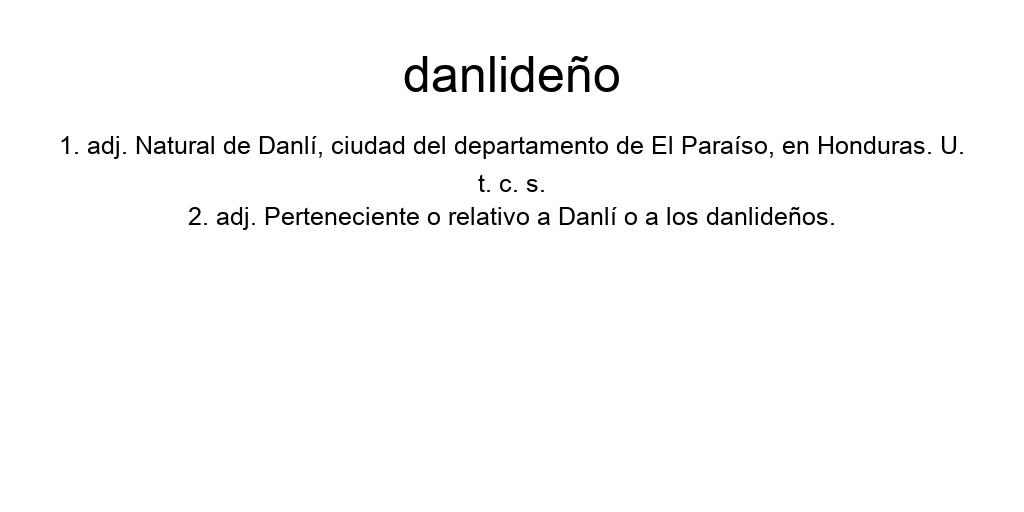 danlideño
1. adj. Natural de Danlí, ciudad del departamento de El Paraíso, en Honduras. U.
t. c. s.
2. adj. Perteneciente o relativo a Danlí o a los danlideños.